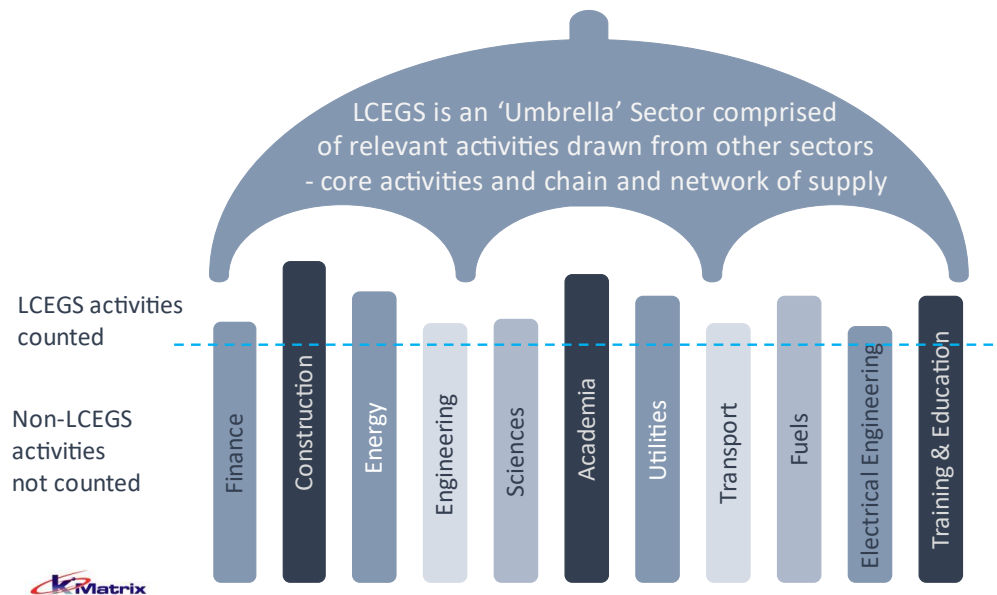 LCEGS is an ‘Umbrella’ Sector comprised
of relevant activities drawn from other sectors
- core activities and chain and network of supply
LCEGS activities
counted
Non-LCEGS
activities
not counted
Finance
Construction
Energy
Engineering
Sciences
Academia
Utilities
Transport
Fuels
Electrical Engineering
Training & Education
kMatrix